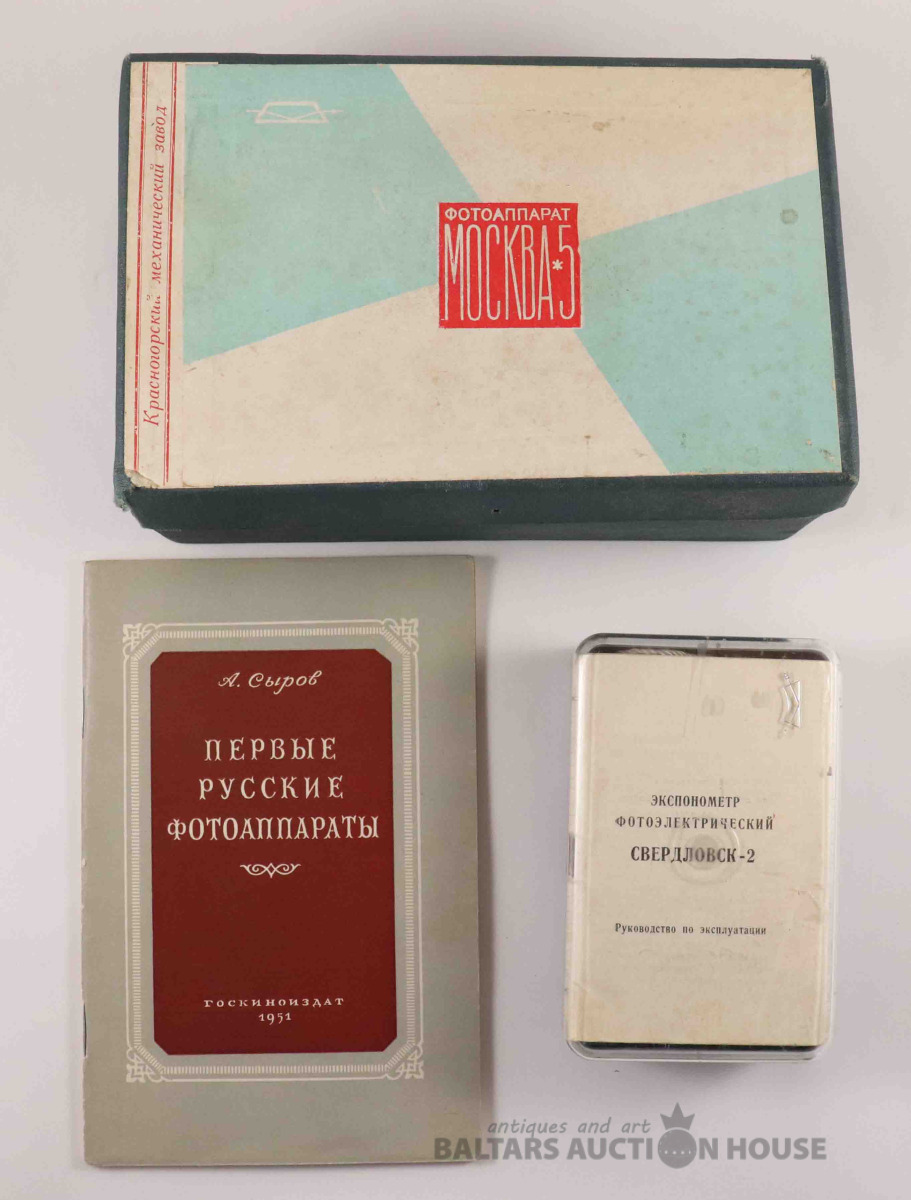 Красногорский механический завод
ФОТОАППАРАТ
МОСКВА*5
А. Сыров
ПЕРВЫЕ
РУССКИЕ
ФОТОАППАРАТЫ
ГОСКИНОИЗДАТ
1951
ЭКСПОНОМЕТР
ФОТОЭЛЕКТРИЧЕСКИЙ
СВЕРДЛОВСК-2
Руководство по эксплуатации
antiques and art
BALTARS AUCTION HOUSE